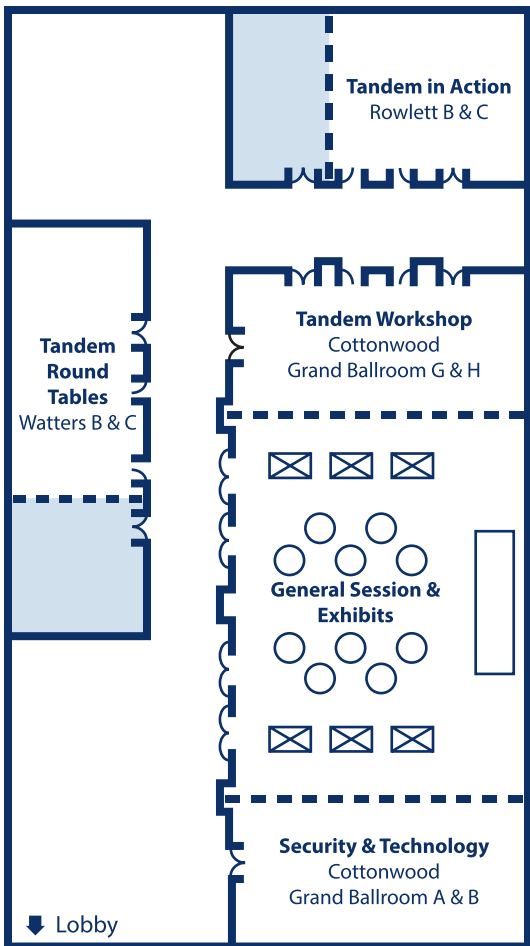 Tandem in Action
Rowlett B & C
Tandem Workshop
Cottonwood
Grand Ballroom G & H
Tandem
Round
Tables
Watters B & C
General Session &
Exhibits
Security & Technology
Cottonwood
Grand Ballroom A & B
Lobby